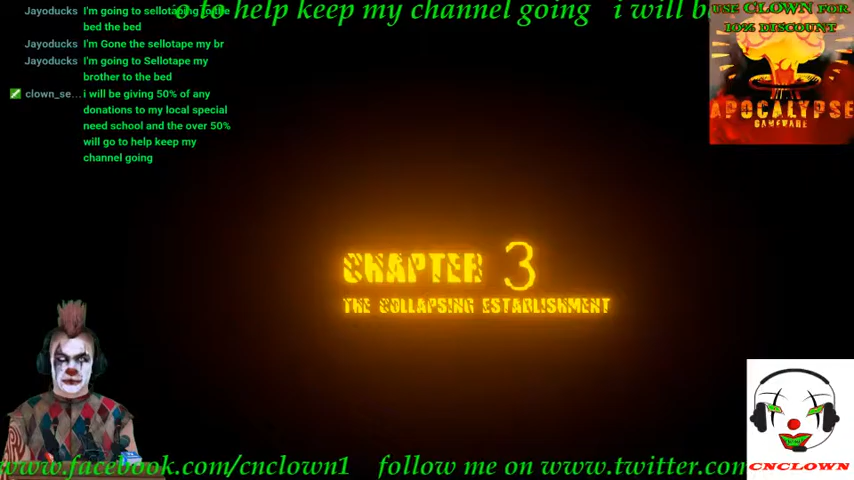 to help keep my channel going i will b
Jayoducks I'm going to sellotaping to the
bed the bed
Jayoducks I'm Gone the sellotape my br
Jayoducks I'm going to Sellotape my
brother to the bed
clown_se... i will be giving 50% of any
donations to my local special
need school and the over 50%
will go to help keep my
channel going
USE CLOWN FOR
10% DISCOUNT
APOCALYPSE
GAMEWARE
CHAPTER 3
THE COLLAPSING ESTABLISHMENT
CNCLOWN
www.facebook.com/cnclown1 follow me on www.twitter.com